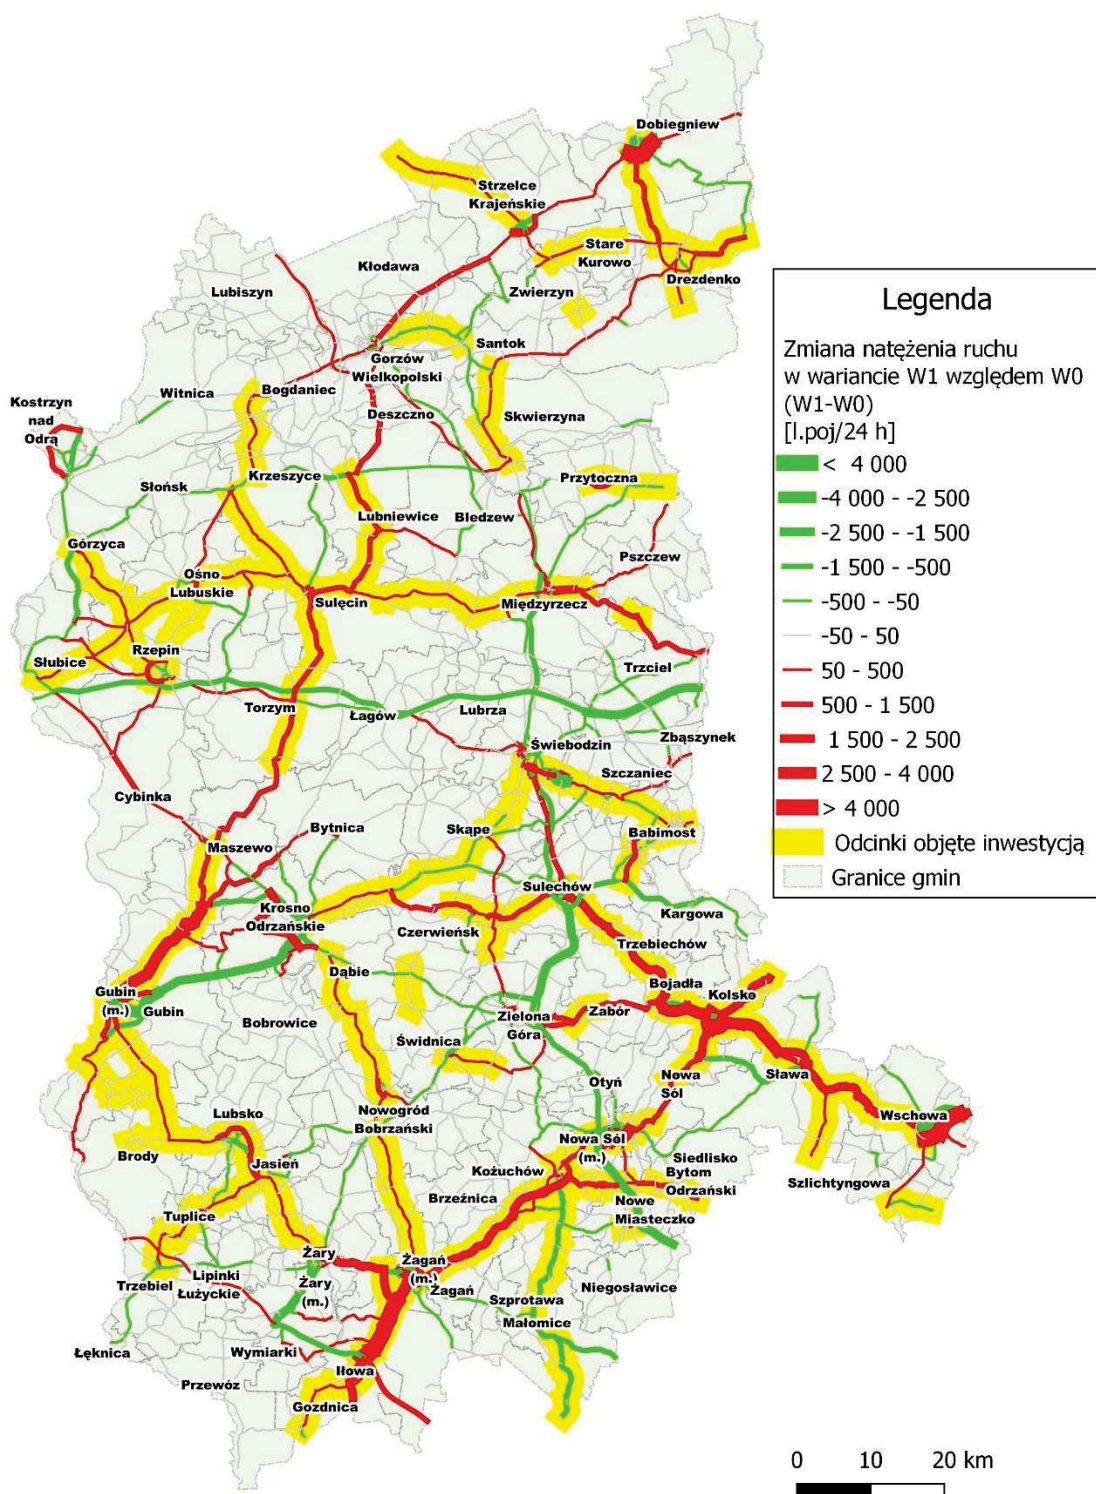 Dobiegniew
Strzelce
Krajeńskie
Stare
Kurowo
Kłodawa
Drezdenko
Lubiszyn
Zwierzyn
Santok
Gorzów
Wielkopolski
Bogdaniec
Witnica
Kostrzyn
nad
Odrą
Deszczno
Skwierzyna
Krzeszyce
Przytoczna
Słońsk
Lubniewice
Bledzew
Górzyca
Pszczew
Ośno
Lubuskie
Sulęcin
Międzyrzecz
Rzepin
Słubice
Trzciel
Torzym
Łagów
Lubrza
Zbąszynek
Świebodzin
Szczaniec
Cybinka
Bytnica
Skąpe
Babimost
Maszewo
Sulechów
Krosno
Odrzańskie
Kargowa
Czerwieńsk
Trzebiechów
Dąbie
Bojadła
Kolsko
Gubin
(m.)
Gubin
Zabór
Zielona
Góra
Bobrowice
Świdnica
Otyń
Nowa
Sól
Sława
Wschowa
Lubsko
Nowogród
Bobrzański
Nowa Sól
(m.)
Brody
Jasień
Kożuchów
Siedlisko
Bytom
Odrzański
Szlichtyngowa
Brzeźnica
Nowe
Miasteczko
Tuplice
Żary
Żagań
(m.)
Żagań
Trzebiel
Lipinki
Łużyckie
Żary
(m.)
Niegosławice
Szprotawa
Małomice
Łęknica
Wymiarki
Iłowa
Przewóz
Gozdnica
Legenda
Zmiana natężenia ruchu
w wariancie W1 względem W0
(W1-W0)
[l.poj/24 h]
< 4 000
-4 000 - -2 500
-2 500 - -1 500
-1 500 - -500
-500 - -50
-50 - 50
50 - 500
500 - 1 500
1 500 - 2 500
2 500 - 4 000
> 4 000
Odcinki objęte inwestycją
Granice gmin
0 10 20 km